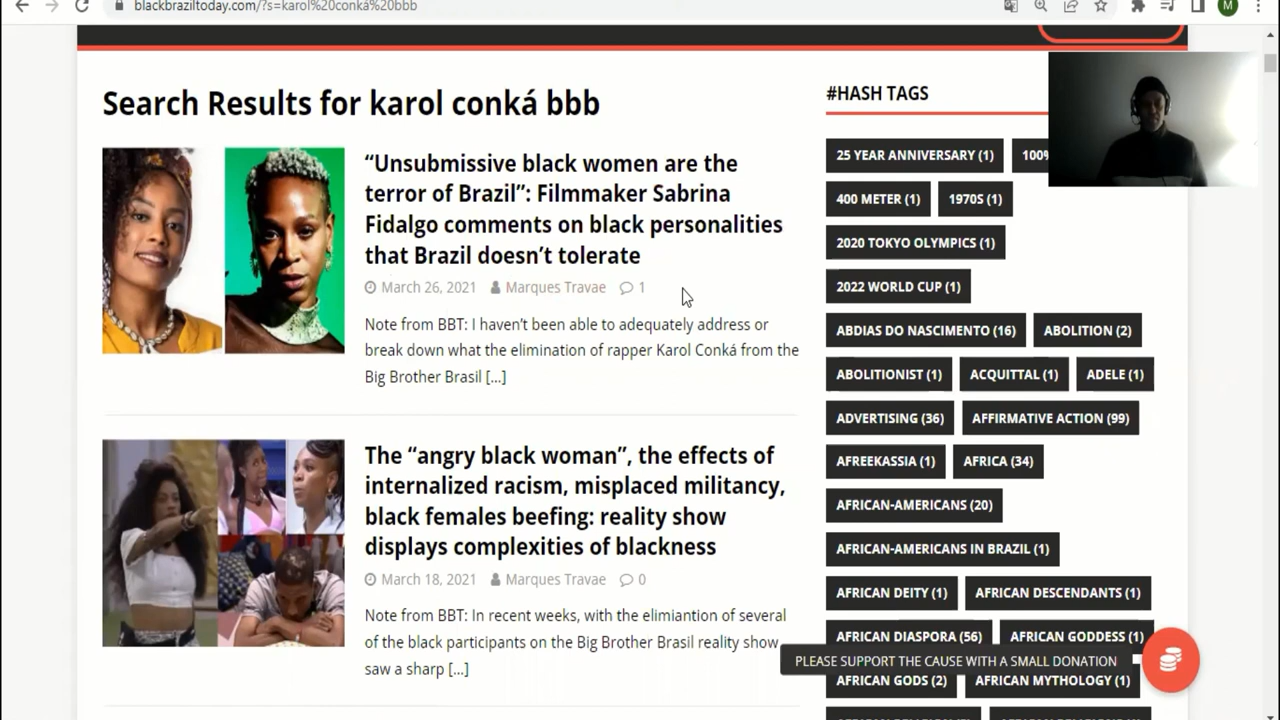 blackbraziltoday.com/?s=karol%20conká%20bbb
M
Search Results for karol conká bbb
“Unsubmissive black women are the
terror of Brazil”: Filmmaker Sabrina
Fidalgo comments on black personalities
that Brazil doesn’t tolerate
March 26, 2021 Marques Travae 1
Note from BBT: I haven’t been able to adequately address or
break down what the elimination of rapper Karol Conká from the
Big Brother Brasil [...]
The “angry black woman”, the effects of
internalized racism, misplaced militancy,
black females beefing: reality show
displays complexities of blackness
March 18, 2021 Marques Travae 0
Note from BBT: In recent weeks, with the elimiantion of several
of the black participants on the Big Brother Brasil reality show
saw a sharp [...]
#HASH TAGS
25 YEAR ANNIVERSARY (1)
400 METER (1) 1970S (1)
2020 TOKYO OLYMPICS (1)
2022 WORLD CUP (1)
ABDIAS DO NASCIMENTO (16) ABOLITION (2)
ABOLITIONIST (1) ACQUITTAL (1) ADELE (1)
ADVERTISING (36) AFFIRMATIVE ACTION (99)
AFREEKASSIA (1) AFRICA (34)
AFRICAN-AMERICANS (20)
AFRICAN-AMERICANS IN BRAZIL (1)
AFRICAN DEITY (1) AFRICAN DESCENDANTS (1)
AFRICAN DIASPORA (56) AFRICAN GODDESS (1)
PLEASE SUPPORT THE CAUSE WITH A SMALL DONATION
AFRICAN GODS (2) AFRICAN MYTHOLOGY (1)